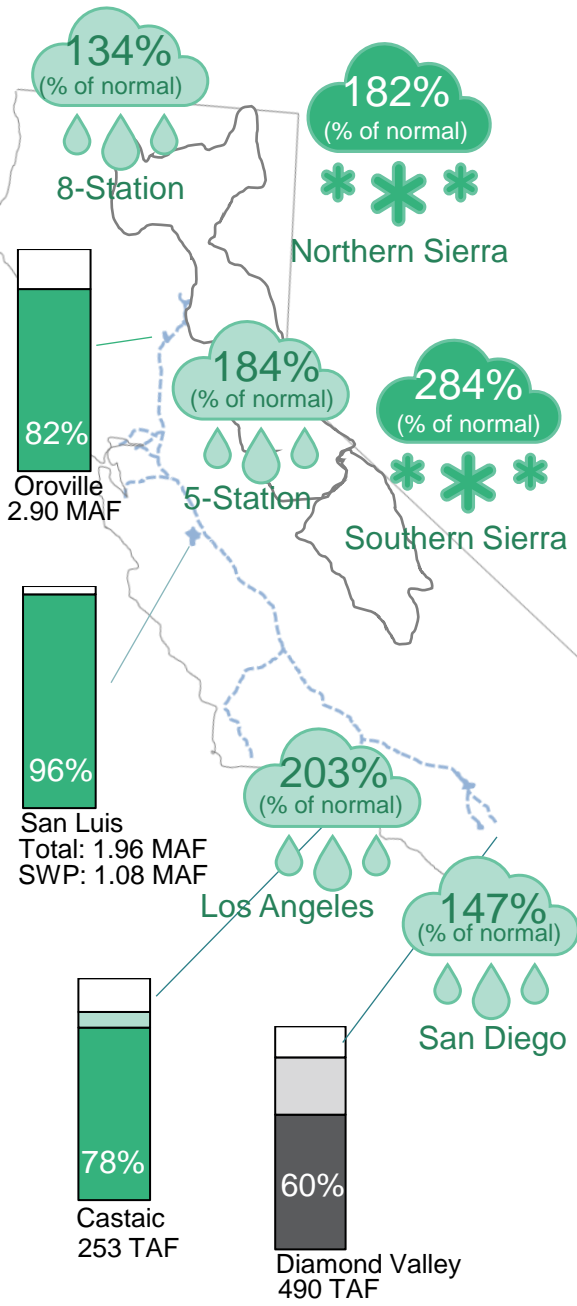 134%
(% of normal)
8-Station
182%
(% of normal)
Northern Sierra
82%
Oroville
2.90 MAF
184%
(% of normal)
5-Station
284%
(% of normal)
Southern Sierra
96%
San Luis
Total: 1.96 MAF
SWP: 1.08 MAF
203%
(% of normal)
Los Angeles
147%
(% of normal)
San Diego
78%
Castaic
253 TAF
60%
Diamond Valley
490 TAF